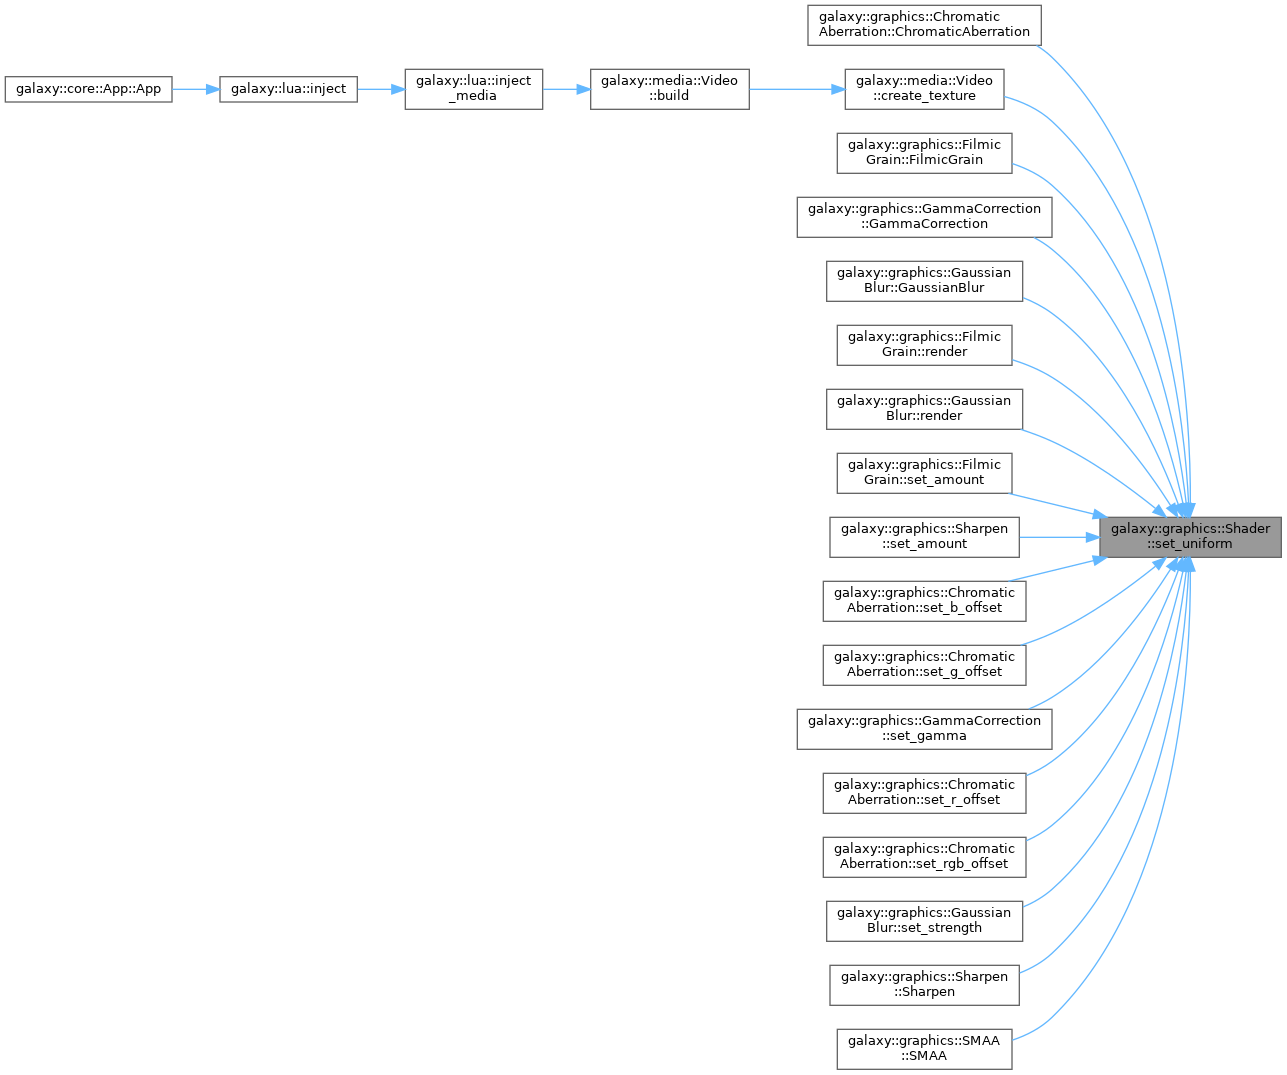 galaxy::graphics::Chromatic
Aberration::ChromaticAberration
galaxy::core::App::App
galaxy::lua::inject
galaxy::lua::inject
_media
galaxy::media::Video
::build
galaxy::media::Video
::create_texture
galaxy::graphics::Filmic
Grain::FilmicGrain
galaxy::graphics::GammaCorrection
::GammaCorrection
galaxy::graphics::Gaussian
Blur::GaussianBlur
galaxy::graphics::Filmic
Grain::render
galaxy::graphics::Gaussian
Blur::render
galaxy::graphics::Filmic
Grain::set_amount
galaxy::graphics::Sharpen
::set_amount
galaxy::graphics::Shader
::set_uniform
galaxy::graphics::Chromatic
Aberration::set_b_offset
galaxy::graphics::Chromatic
Aberration::set_g_offset
galaxy::graphics::GammaCorrection
::set_gamma
galaxy::graphics::Chromatic
Aberration::set_r_offset
galaxy::graphics::Chromatic
Aberration::set_rgb_offset
galaxy::graphics::Gaussian
Blur::set_strength
galaxy::graphics::Sharpen
::Sharpen
galaxy::graphics::SMAA
::SMAA